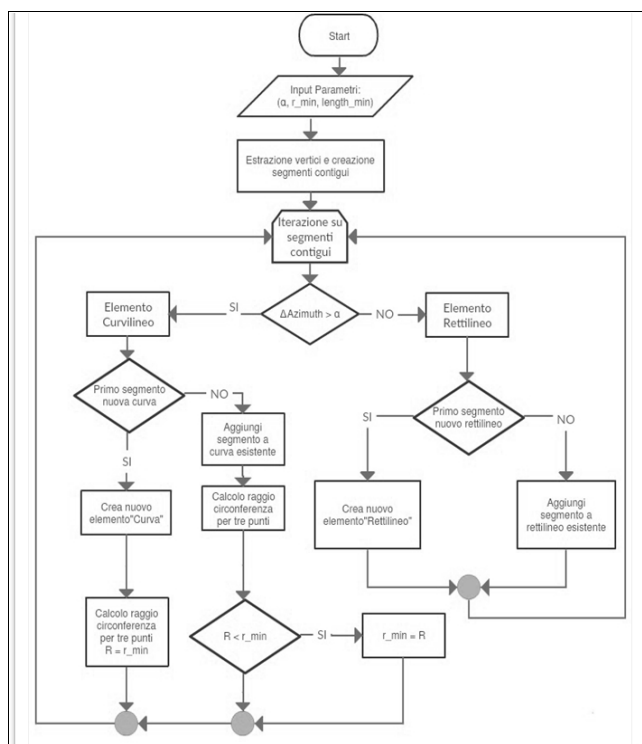 Start
Input Parametri:
(α, r_min, length_min)
Estrazione vertici e creazione
segmenti contigui
Iterazione su
segmenti
contigui
Elemento
Curvilineo
SI
ΔAzimuth > α
NO
Elemento
Rettilineo
Primo segmento
nuova curva
NO
SI
Aggiungi
segmento a
curva esistente
Calcolo raggio
circonferenza
per tre punti
Crea nuovo
elemento"Curva"
Calcolo raggio
circonferenza
per tre punti
R = r_min
R < r_min
SI
r_min = R
Primo segmento
nuovo rettilineo
SI
NO
Crea nuovo
elemento"Rettilineo"
Aggiungi
segmento a
rettilineo esistente